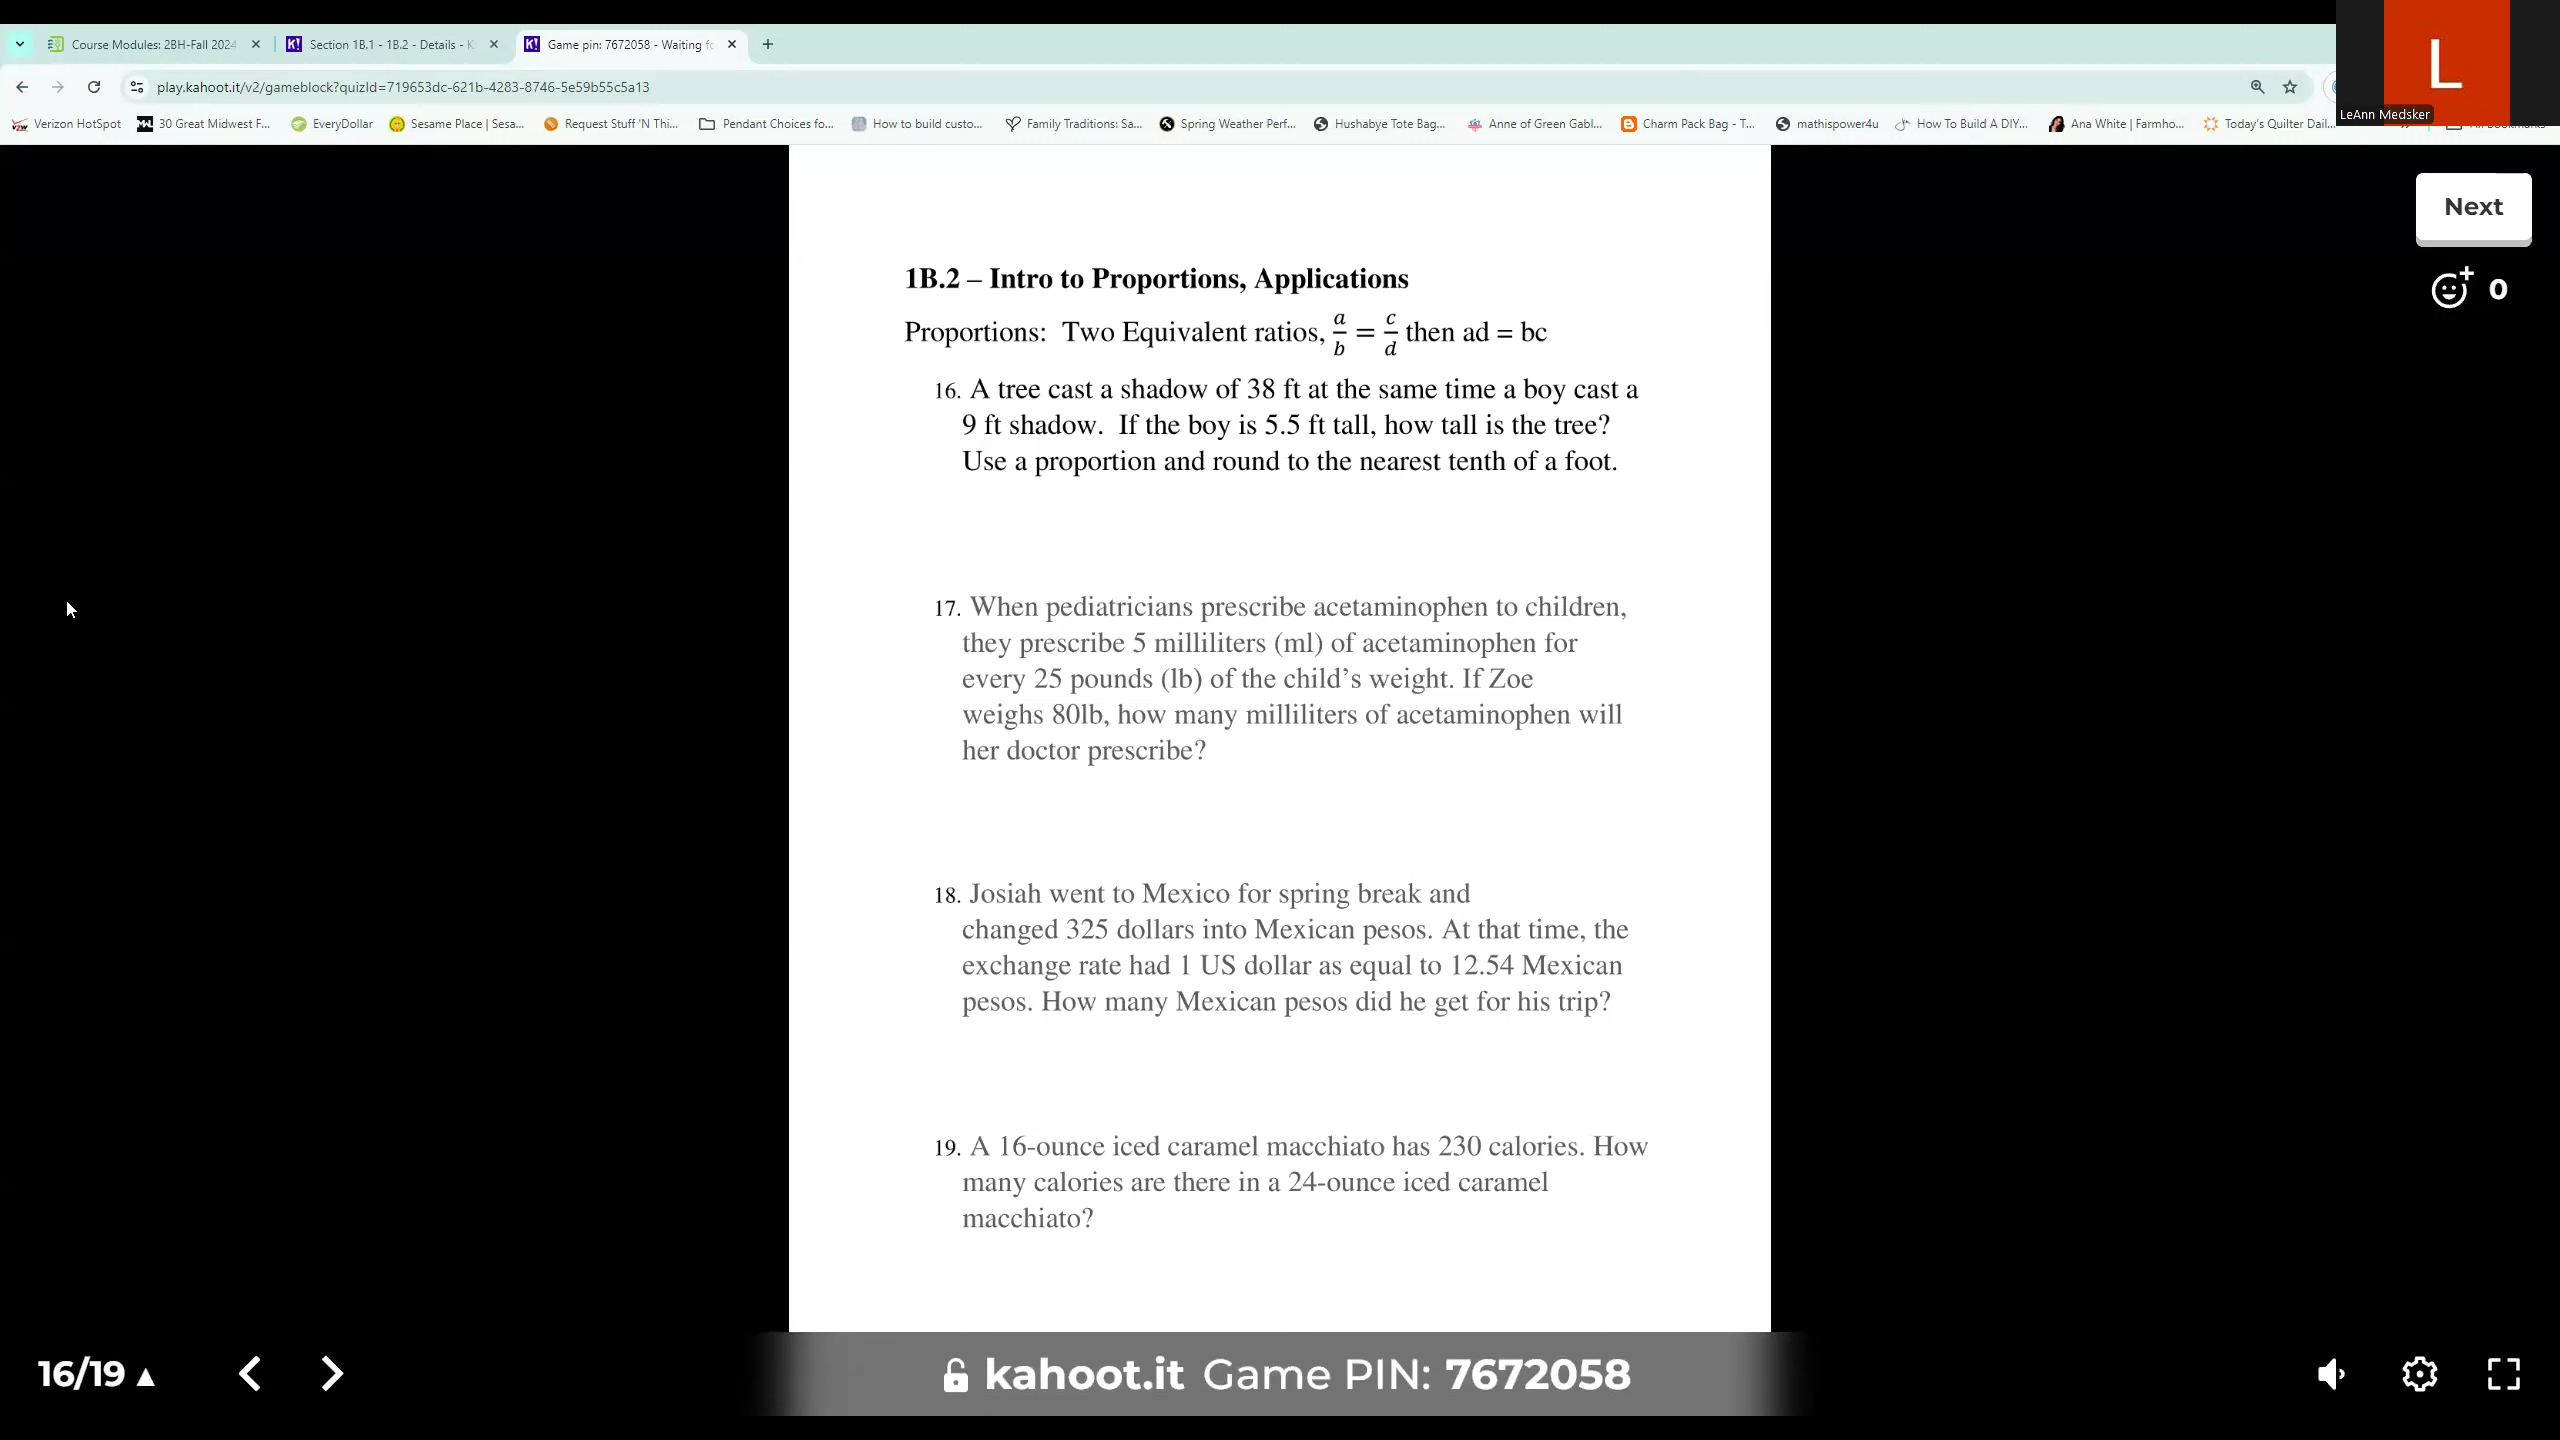 Course Modules: 2BH-Fall 2024
Section 1B.1 - 1B.2 - Details - K
Game pin: 7672058 - Waiting fo
play.kahoot.it/v2/gameblock?quizId=719653dc-621b-4283-8746-5e59b55c5a13
Verizon HotSpot 30 Great Midwest F... EveryDollar Sesame Place | Sesa... Request Stuff 'N Thi... Pendant Choices fo... How to build custo... Family Traditions: Sa... Spring Weather Perf... Hushabye Tote Bag... Anne of Green Gabl... Charm Pack Bag - T... mathispower4u How To Build A DIY... Ana White | Farmho... Today's Quilter Dail...
L
LeAnn Medsker
Next
0
1B.2 – Intro to Proportions, Applications
Proportions: Two Equivalent ratios, a/b = c/d then ad = bc
16. A tree cast a shadow of 38 ft at the same time a boy cast a
9 ft shadow. If the boy is 5.5 ft tall, how tall is the tree?
Use a proportion and round to the nearest tenth of a foot.
17. When pediatricians prescribe acetaminophen to children,
they prescribe 5 milliliters (ml) of acetaminophen for
every 25 pounds (lb) of the child’s weight. If Zoe
weighs 80lb, how many milliliters of acetaminophen will
her doctor prescribe?
18. Josiah went to Mexico for spring break and
changed 325 dollars into Mexican pesos. At that time, the
exchange rate had 1 US dollar as equal to 12.54 Mexican
pesos. How many Mexican pesos did he get for his trip?
19. A 16-ounce iced caramel macchiato has 230 calories. How
many calories are there in a 24-ounce iced caramel
macchiato?
16/19
kahoot.it Game PIN: 7672058